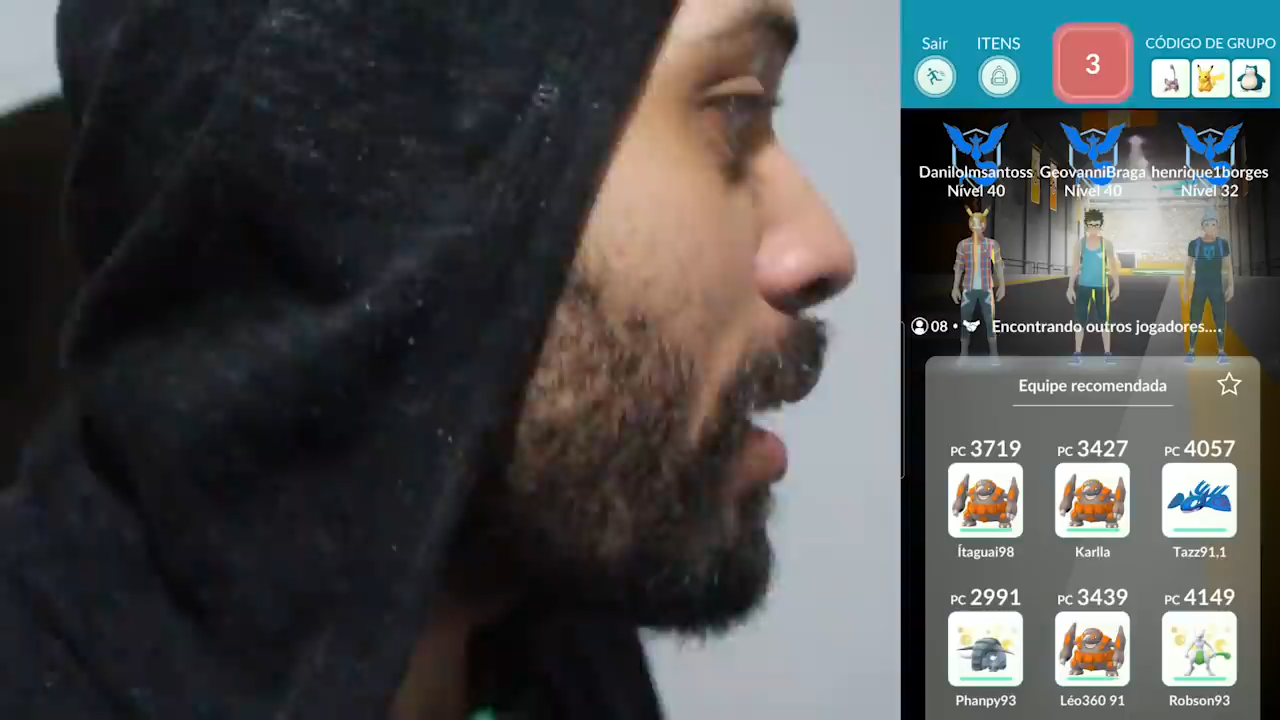 Sair ITENS 3 CÓDIGO DE GRUPO
Danilolmsantoss GeovanniBraga henrique1borges
Nível 40 Nível 40 Nível 32
08 • Encontrando outros jogadores....
Equipe recomendada
PC 3719 PC 3427 PC 4057
Ítaguai98 Karlla Tazz91,1
PC 2991 PC 3439 PC 4149
Phanpy93 Léo360 91 Robson93